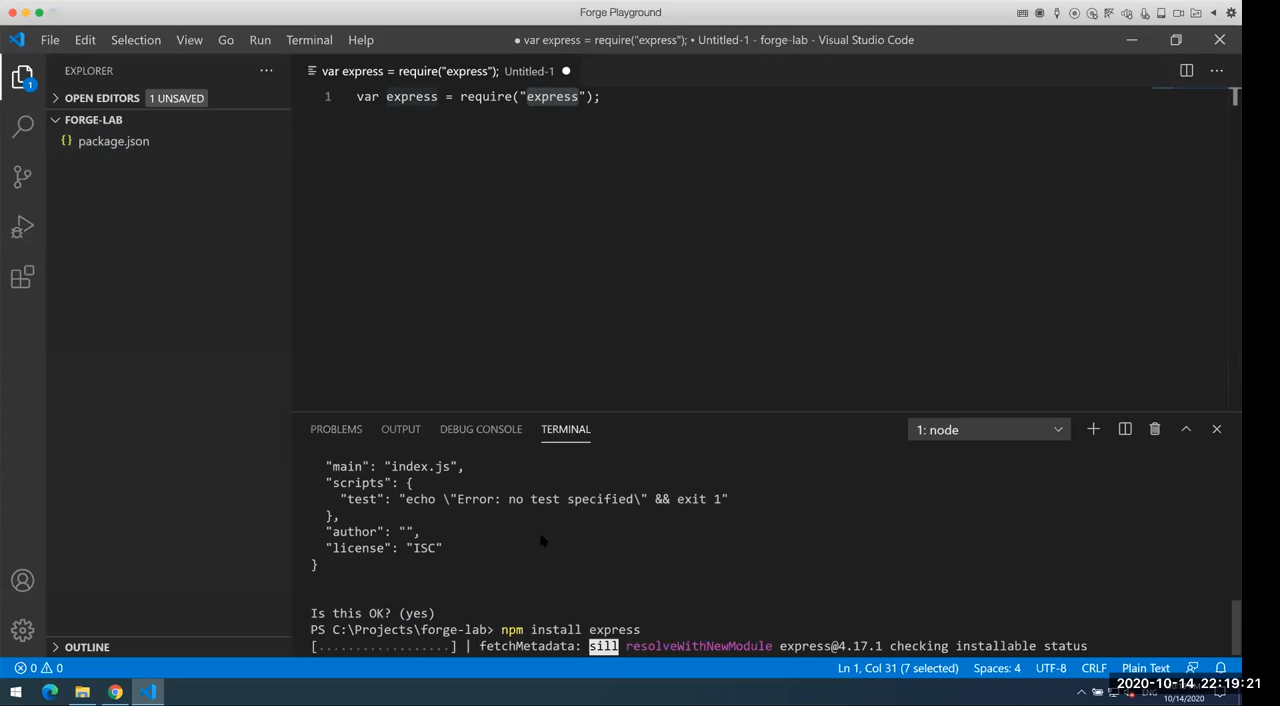 Forge Playground
File Edit Selection View Go Run Terminal Help
● var express = require("express"); • Untitled-1 - forge-lab - Visual Studio Code
EXPLORER
var express = require("express"); Untitled-1 ●
1
OPEN EDITORS 1 UNSAVED
1 var express = require("express");
FORGE-LAB
{} package.json
PROBLEMS OUTPUT DEBUG CONSOLE TERMINAL
1: node
"main": "index.js",
"scripts": {
"test": "echo \"Error: no test specified\" && exit 1"
},
"author": "",
"license": "ISC"
}
Is this OK? (yes)
PS C:\Projects\forge-lab> npm install express
[..................] | fetchMetadata: sill resolveWithNewModule express@4.17.1 checking installable status
OUTLINE
0 0
Ln 1, Col 31 (7 selected) Spaces: 4 UTF-8 CRLF Plain Text
2020-10-14 22:19:21
ENG
10/14/2020